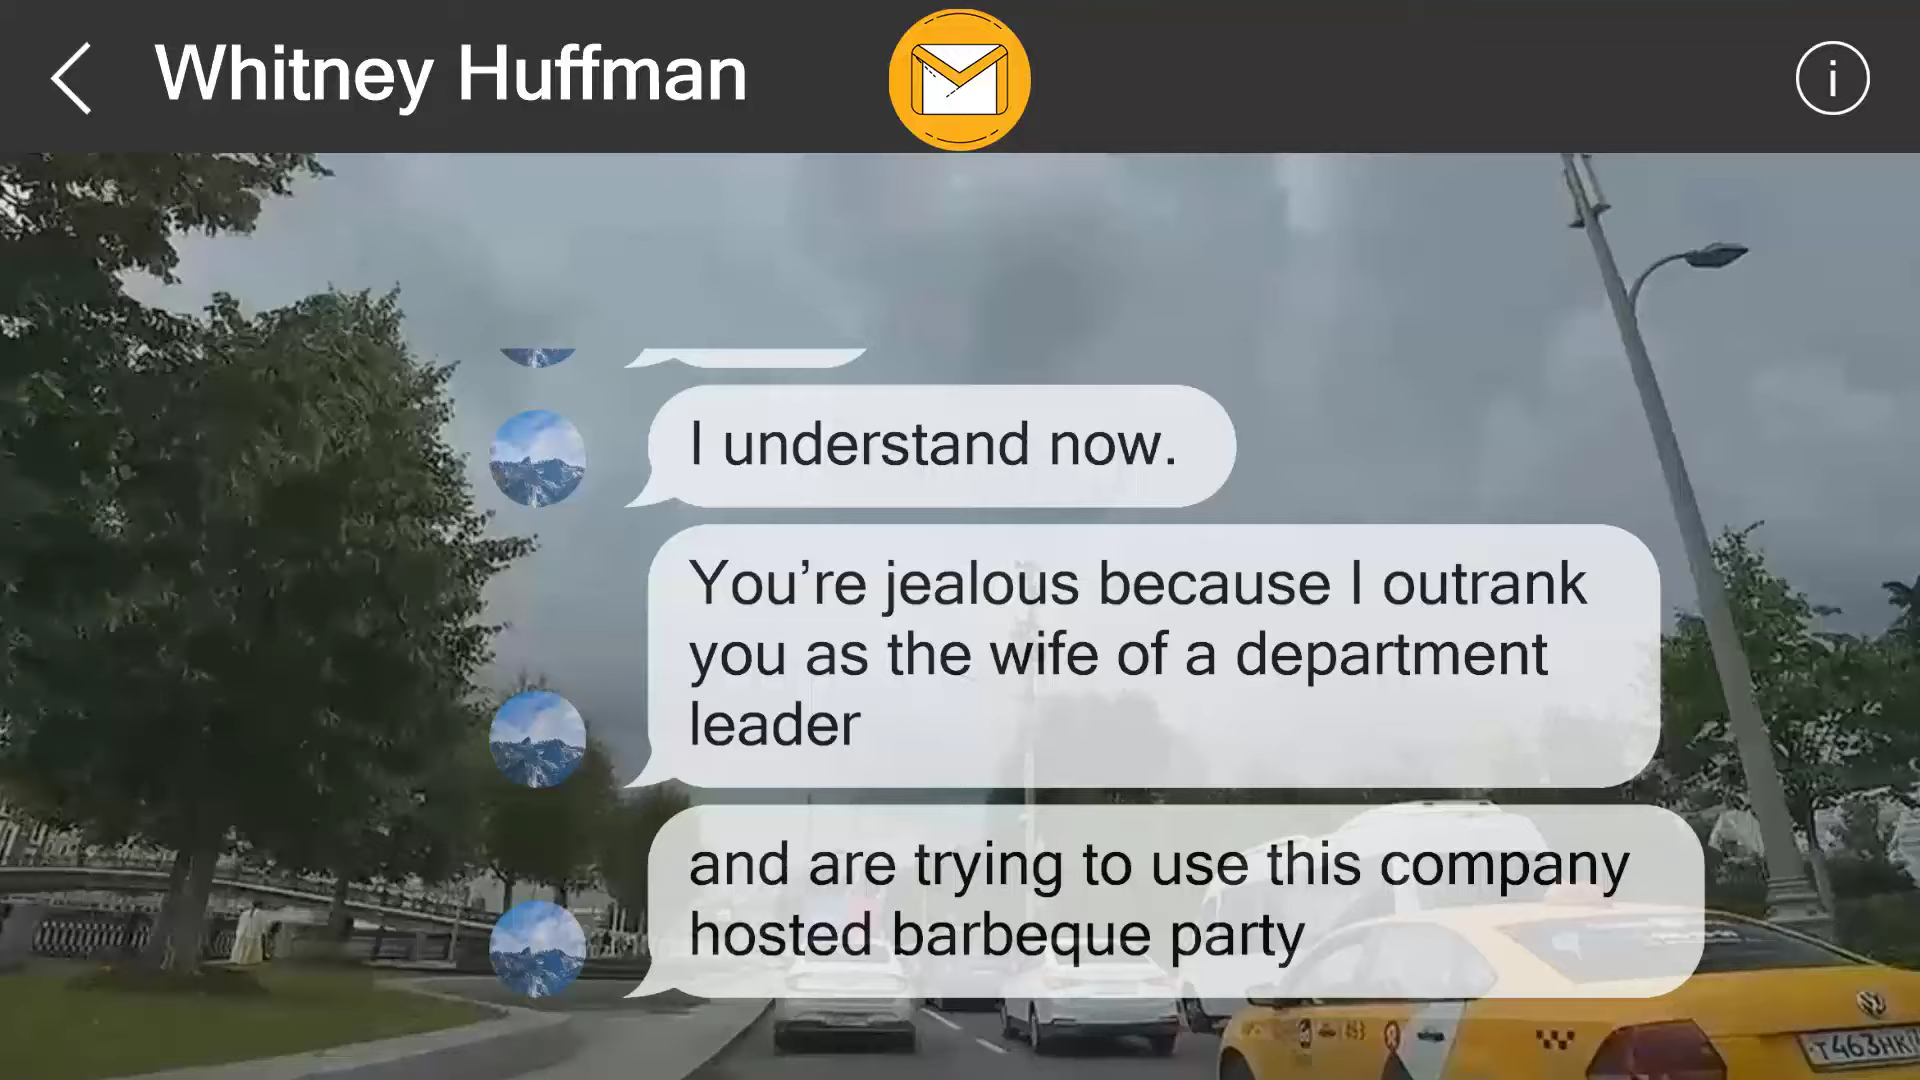 Whitney Huffman
i
I understand now.
You’re jealous because I outrank
you as the wife of a department
leader
and are trying to use this company
hosted barbeque party
T463HK